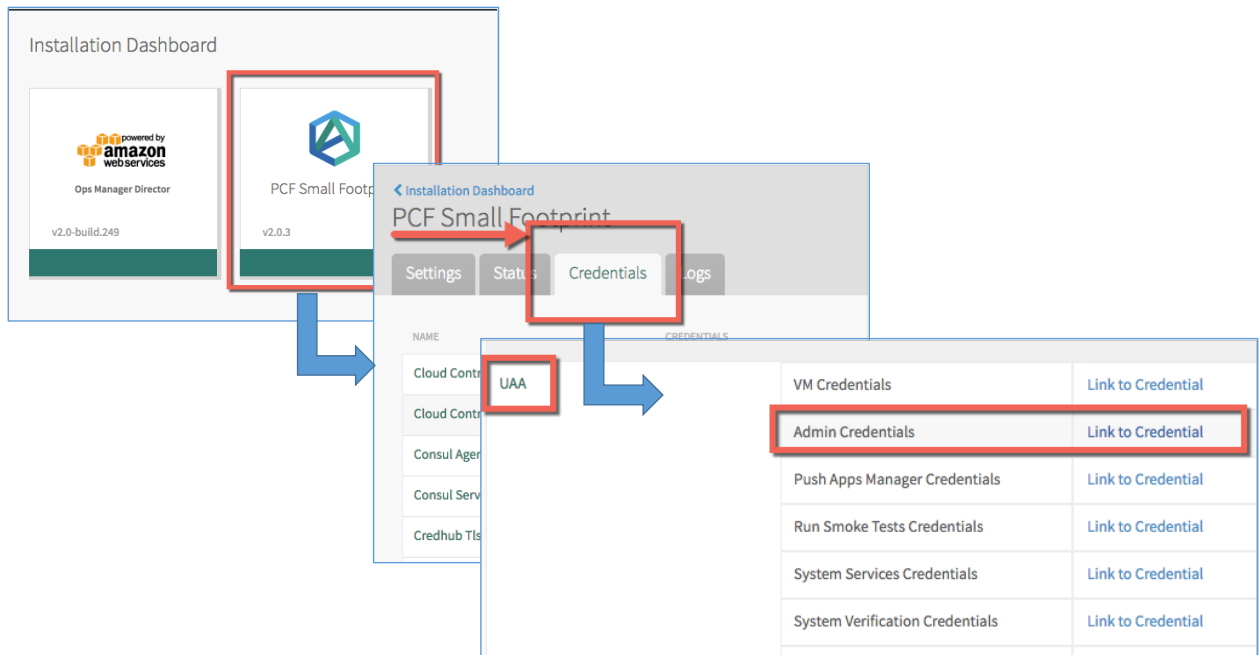 Installation Dashboard
powered by
amazon
web services
Ops Manager Director
v2.0-build.249
PCF Small Footp
v2.0.3
Installation Dashboard
PCF Small Footprint
Settings
Status
Credentials
Logs
NAME
CREDENTIALS
Cloud Contr
Cloud Contr
Consul Agen
Consul Serv
Credhub Tls
UAA
VM Credentials Link to Credential
Admin Credentials Link to Credential
Push Apps Manager Credentials Link to Credential
Run Smoke Tests Credentials Link to Credential
System Services Credentials Link to Credential
System Verification Credentials Link to Credential